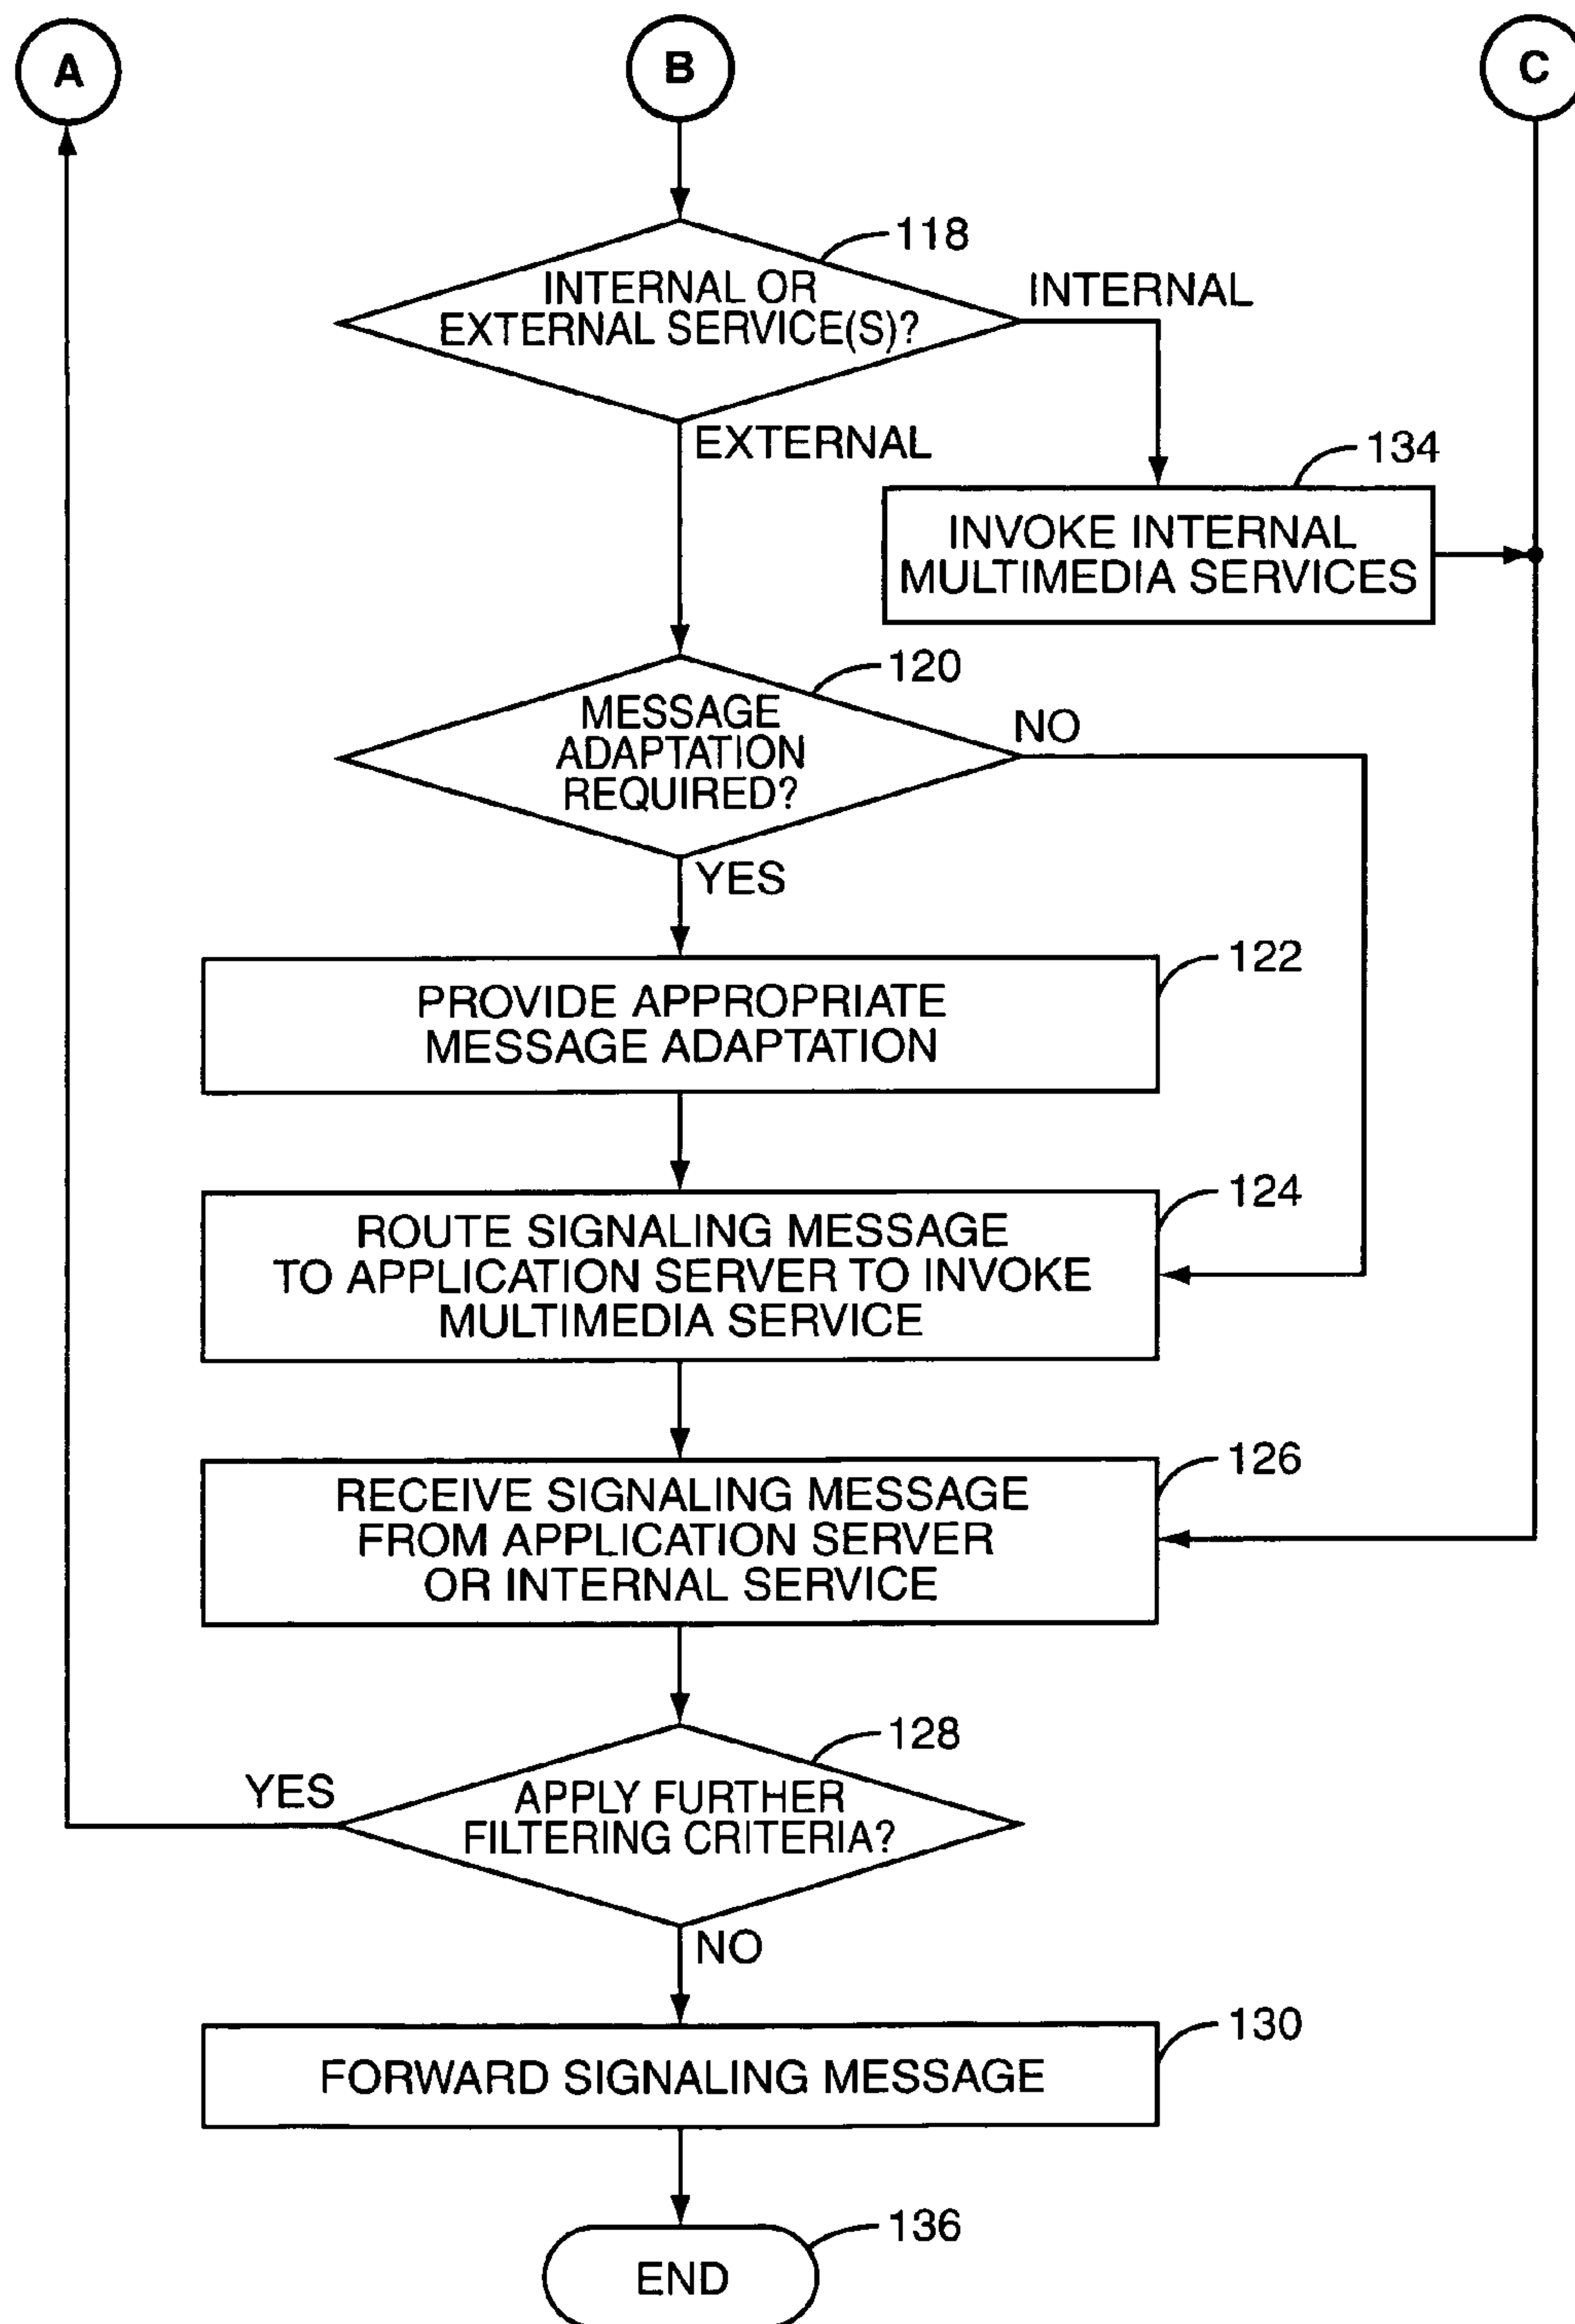 A
B
C
118
INTERNAL OR
EXTERNAL SERVICE(S)?
INTERNAL
EXTERNAL
134
INVOKE INTERNAL
MULTIMEDIA SERVICES
120
MESSAGE
ADAPTATION
REQUIRED?
NO
YES
122
PROVIDE APPROPRIATE
MESSAGE ADAPTATION
124
ROUTE SIGNALING MESSAGE
TO APPLICATION SERVER TO INVOKE
MULTIMEDIA SERVICE
126
RECEIVE SIGNALING MESSAGE
FROM APPLICATION SERVER
OR INTERNAL SERVICE
128
YES
APPLY FURTHER
FILTERING CRITERIA?
NO
130
FORWARD SIGNALING MESSAGE
136
END